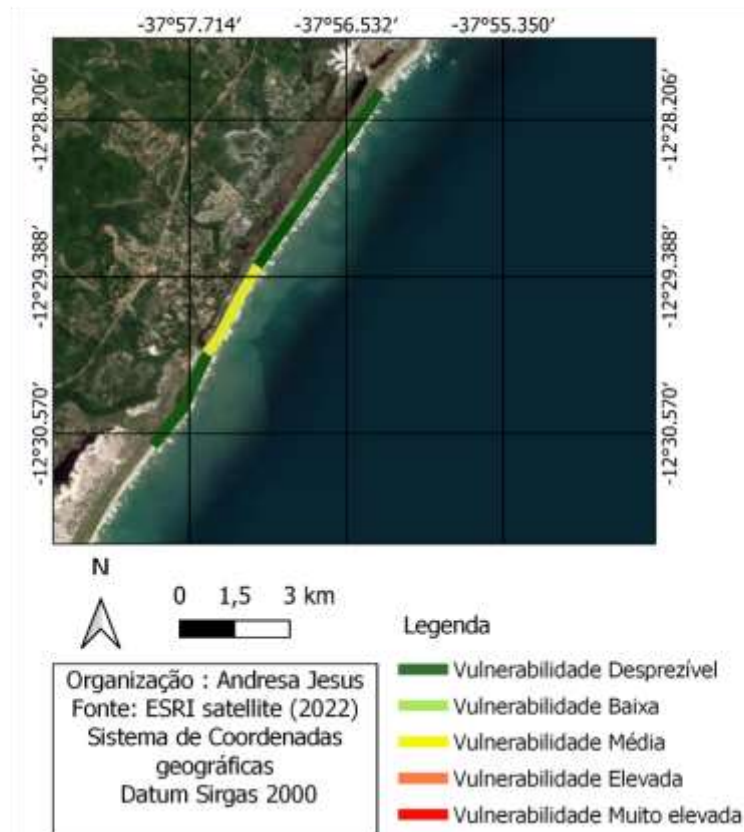 -37°57.714' -37°56.532' -37°55.350'
-12°28.206' -12°28.206'
-12°29.388' -12°29.388'
-12°30.570' -12°30.570'
N
0 1,5 3 km
Organização : Andresa Jesus
Fonte: ESRI satellite (2022)
Sistema de Coordenadas
geográficas
Datum Sirgas 2000
Legenda
Vulnerabilidade Desprezível
Vulnerabilidade Baixa
Vulnerabilidade Média
Vulnerabilidade Elevada
Vulnerabilidade Muito elevada